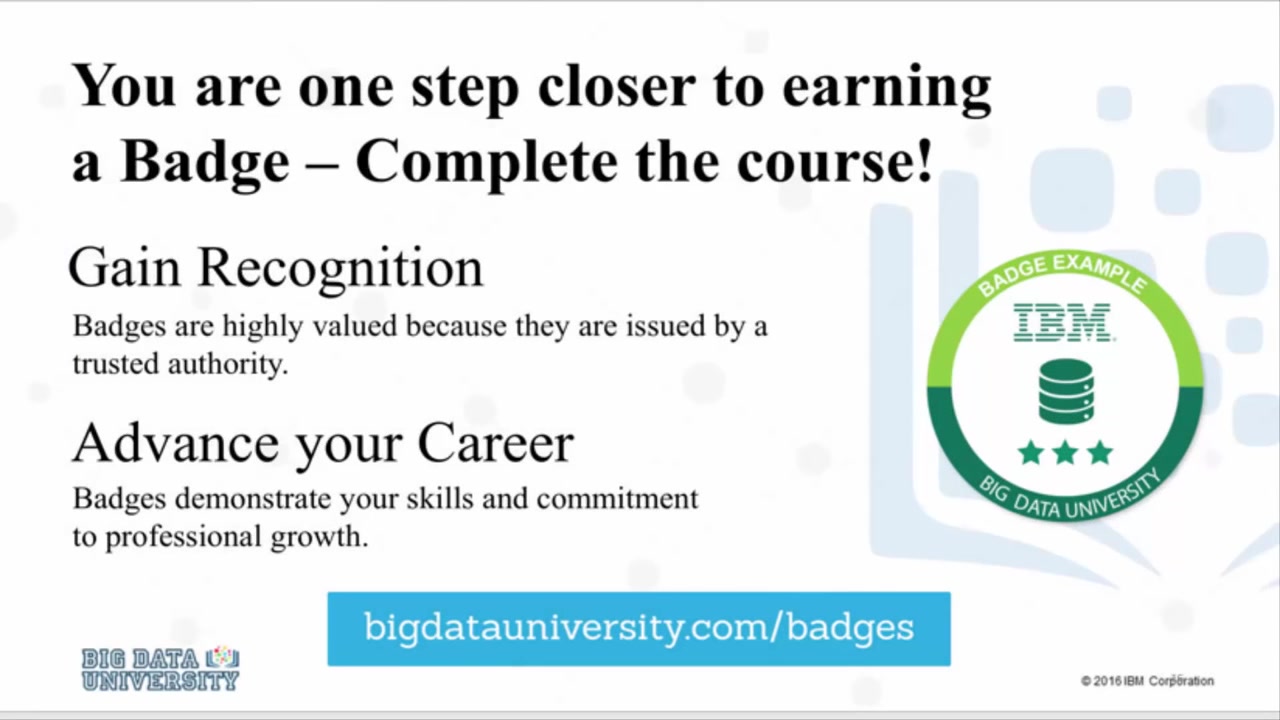 You are one step closer to earning
a Badge – Complete the course!
Gain Recognition
Badges are highly valued because they are issued by a
trusted authority.
Advance your Career
Badges demonstrate your skills and commitment
to professional growth.
BADGE EXAMPLE
IBM
BIG DATA UNIVERSITY
bigdatauniversity.com/badges
BIG DATA
UNIVERSITY
© 2016 IBM Corporation